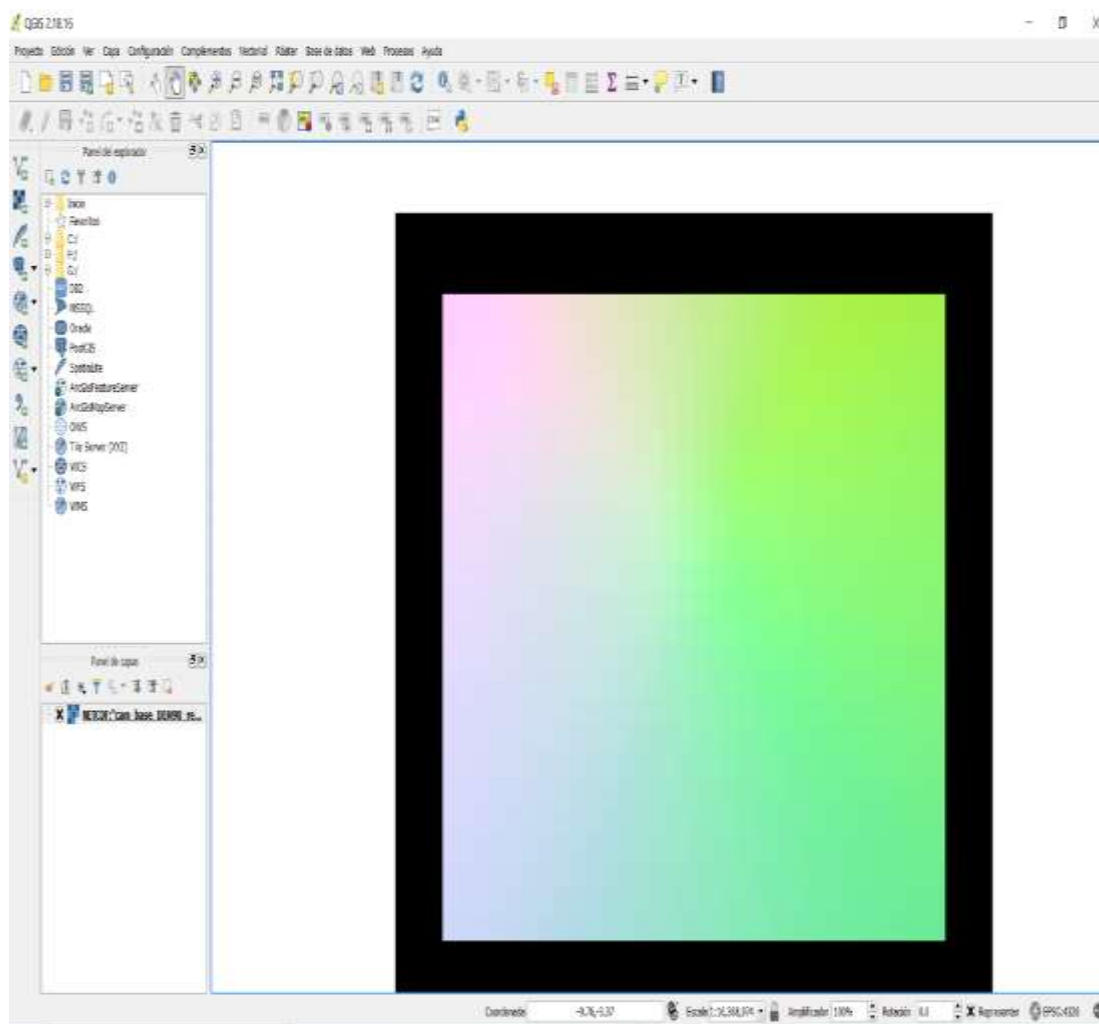 QGIS 2.18.16
Proyecto Edición Ver Capa Configuración Complementos Vectorial Ráster Base de datos Web Procesos Ayuda
Panel del explorador
Inicio
Favoritos
C:/
F:/
G:/
DB2
MSSQL
Oracle
PostGIS
SpatiaLite
ArcGisFeatureServer
ArcGisMapServer
OWS
Tile Server (XYZ)
WCS
WFS
WMS
Panel de capas
Coordenada
Escala
Amplificador 100%
Rotación
Representar